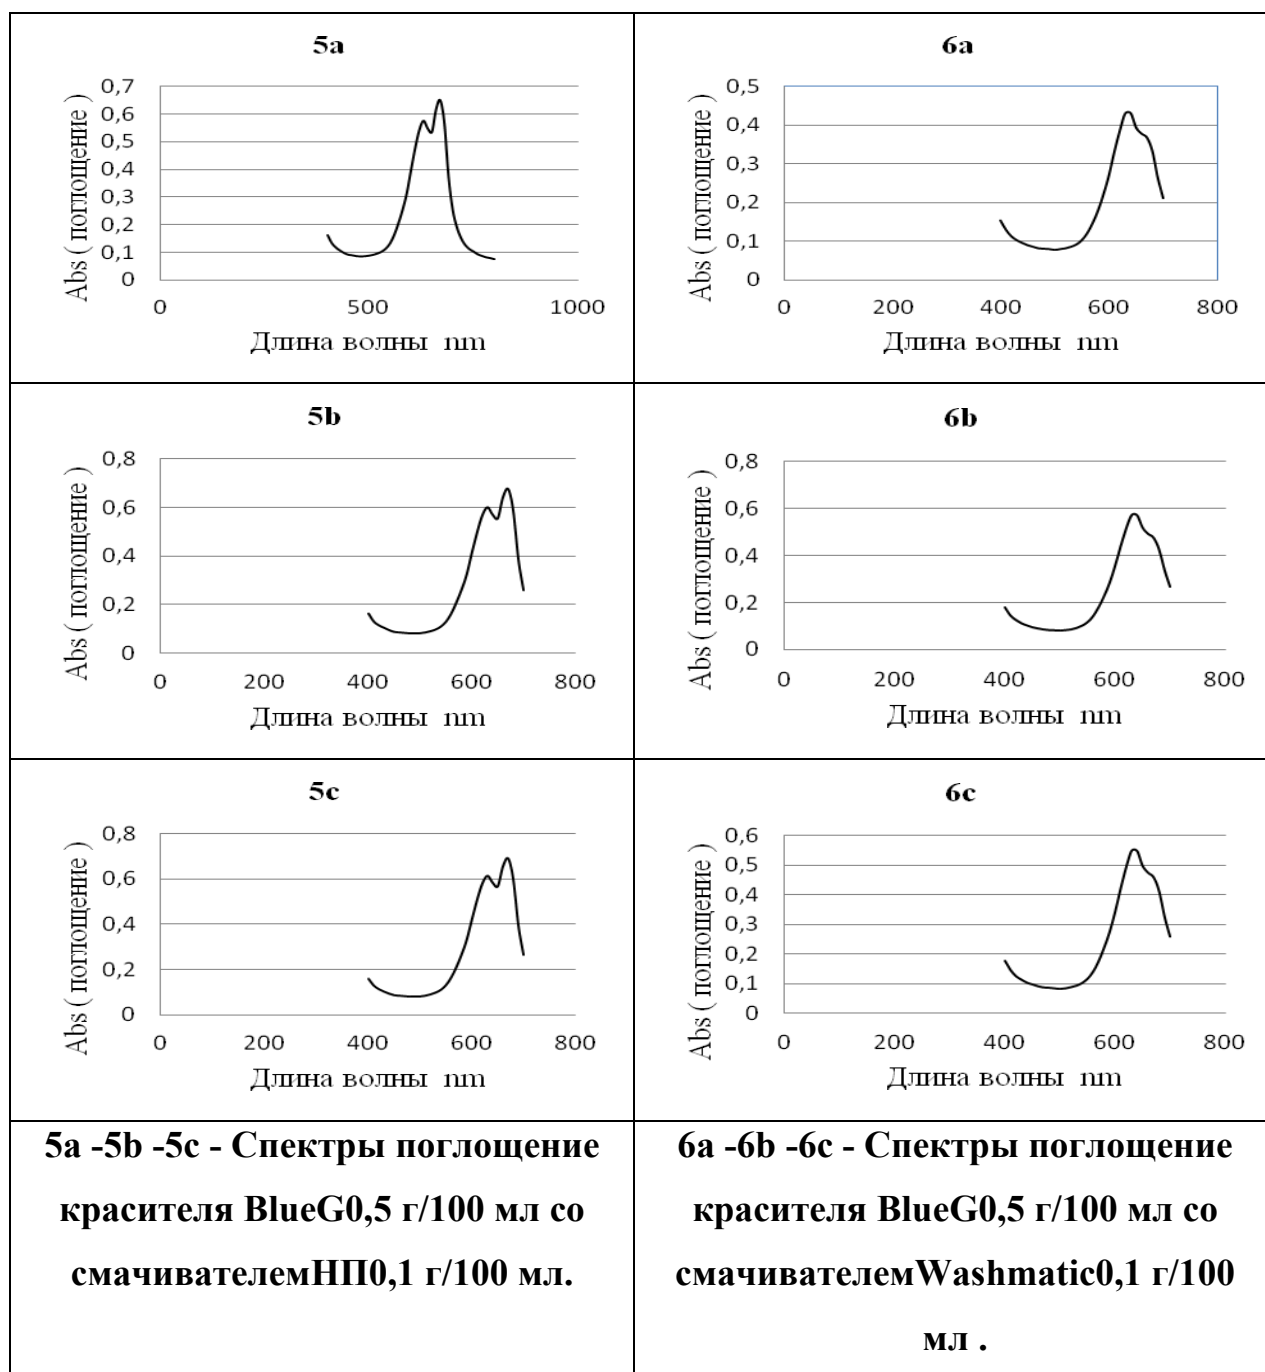 5a
Abs ( поглощение )
0,7
0,6
0,5
0,4
0,3
0,2
0,1
0
0 500 1000
Длина волны nm
6a
Abs ( поглощение )
0,5
0,4
0,3
0,2
0,1
0
0 200 400 600 800
Длина волны nm
5b
Abs ( поглощение )
0,8
0,6
0,4
0,2
0
0 200 400 600 800
Длина волны nm
6b
Abs ( поглощение )
0,8
0,6
0,4
0,2
0
0 200 400 600 800
Длина волны nm
5c
Abs ( поглощение )
0,8
0,6
0,4
0,2
0
0 200 400 600 800
Длина волны nm
6c
Abs ( поглощение )
0,6
0,5
0,4
0,3
0,2
0,1
0
0 200 400 600 800
Длина волны nm
5a -5b -5c - Спектры поглощение
красителя BlueG0,5 г/100 мл со
смачивателемНП0,1 г/100 мл.
6a -6b -6c - Спектры поглощение
красителя BlueG0,5 г/100 мл со
смачивателемWashmatic0,1 г/100
мл .